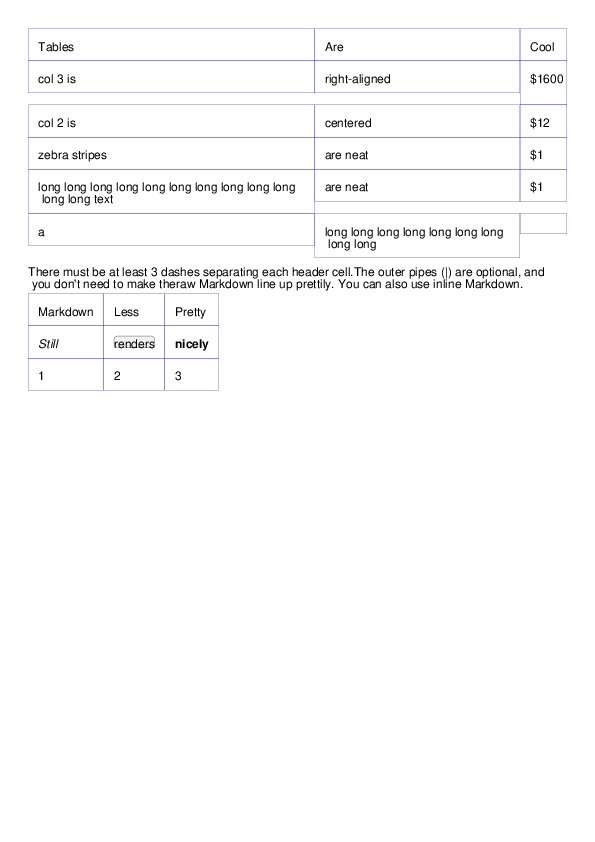 Tables Are Cool
col 3 is right-aligned $1600
col 2 is centered $12
zebra stripes are neat $1
long long long long long long long long long long are neat $1
long long text
a long long long long long long long
long long
There must be at least 3 dashes separating each header cell.The outer pipes (|) are optional, and
you don't need to make theraw Markdown line up prettily. You can also use inline Markdown.
Markdown Less Pretty
Still renders nicely
1 2 3